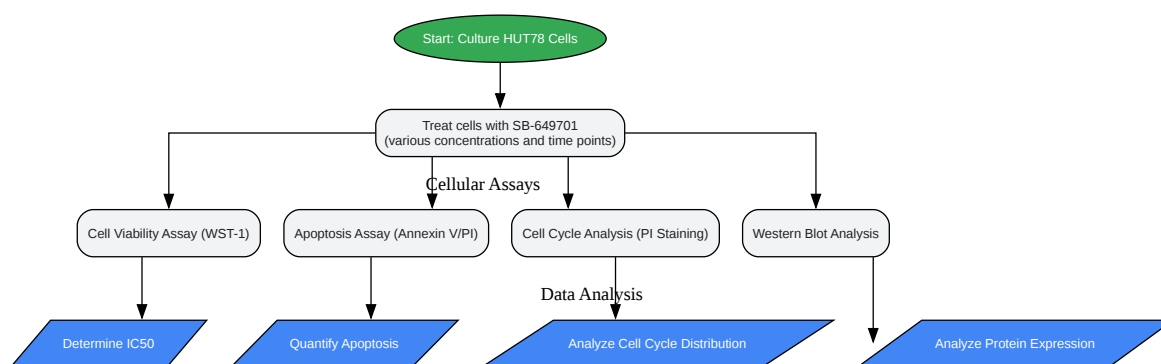 Start: Culture HUT78 Cells
Treat cells with SB-649701
(various concentrations and time points)
Cellular Assays
Cell Viability Assay (WST-1)
Apoptosis Assay (Annexin V/PI)
Cell Cycle Analysis (PI Staining)
Western Blot Analysis
Data Analysis
Determine IC50
Quantify Apoptosis
Analyze Cell Cycle Distribution
Analyze Protein Expression